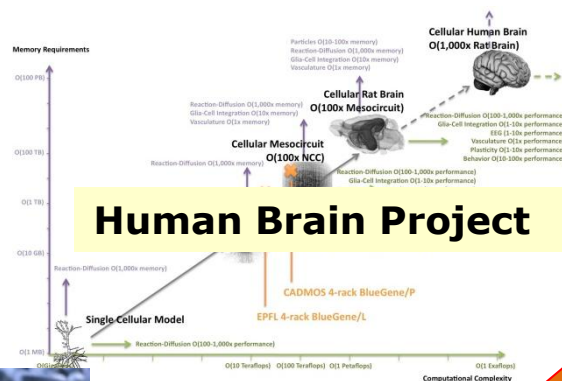 Memory Requirements
O(100 PB)
O(100 TB)
O(1 TB)
O(10 GB)
O(1 MB)
Particles O(10-100x memory)
Reaction-Diffusion O(1,000x memory)
Glia-Cell Integration O(10x memory)
Vasculature O(1x memory)
Cellular Human Brain
O(1,000x Rat Brain)
Cellular Rat Brain
O(100x Mesocircuit)
Reaction-Diffusion O(1,000x memory)
Glia-Cell Integration O(10x memory)
Vasculature O(1x memory)
Reaction-Diffusion O(100-1,000x performance
Glia-Cell Integration O(1-10x performance
EEG (1-10x performance
Vasculature O(1x performance
Plasticity O(1-10x performance
Behavior O(10-100x performance
Cellular Mesocircuit
O(100x NCC)
Reaction-Diffusion O(1,000x memory)
Reaction-Diffusion O(100-1,000x performance)
Glia-Cell Integration O(1-10x performance)
Human Brain Project
Reaction-Diffusion O(1,000x memory)
CADMOS 4-rack BlueGene/P
EPFL 4-rack BlueGene/L
Single Cellular Model
Reaction-Diffusion O(100-1,000x performance)
O(10 Teraflops)
O(100 Teraflops)
O(1 Petaflops)
O(1 Exaflops)
Computational Complexity